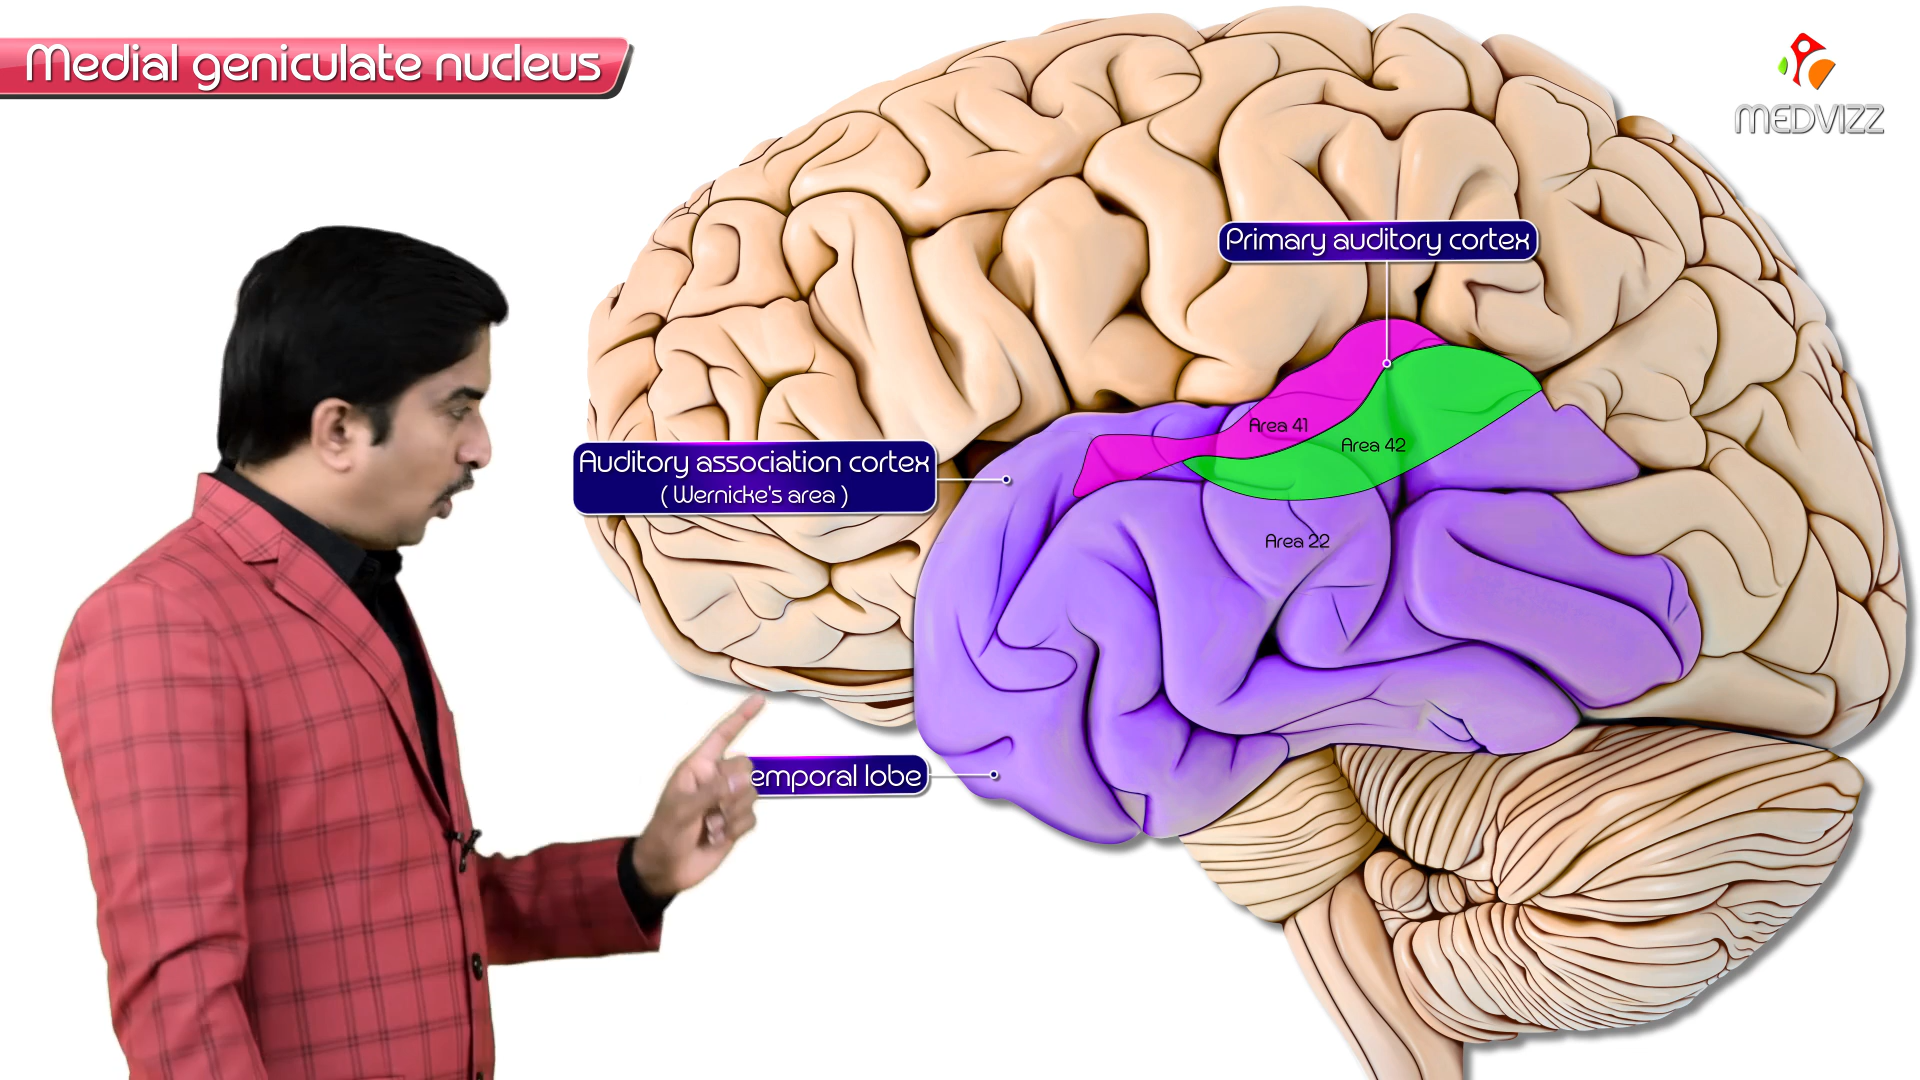 Medial geniculate nucleus
MEDVIZZ
Primary auditory cortex
Area 41
Area 42
Auditory association cortex
( Wernicke's area )
Area 22
emporal lobe